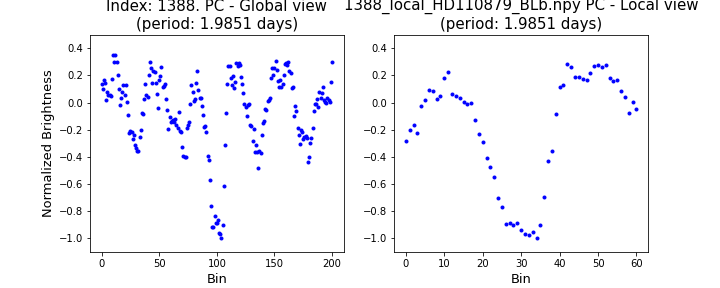 Index: 1388. PC - Global view
(period: 1.9851 days)
1388_local_HD110879_BLb.npy PC - Local view
(period: 1.9851 days)
Normalized Brightness
0.4
0.2
0.0
−0.2
−0.4
−0.6
−0.8
−1.0
0 50 100 150 200
Bin
0.4
0.2
0.0
−0.2
−0.4
−0.6
−0.8
−1.0
0 10 20 30 40 50 60
Bin